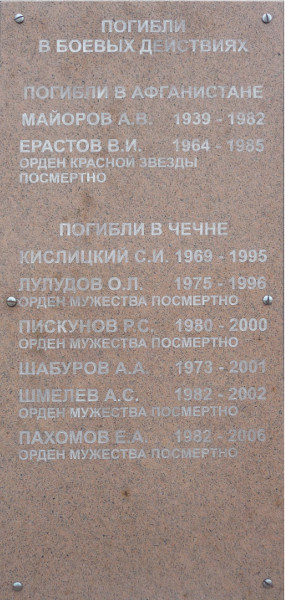 ПОГИБЛИ
В БОЕВЫХ ДЕЙСТВИЯХ
ПОГИБЛИ В АФГАНИСТАНЕ
МАЙОРОВ А.В. 1939 - 1982
ЕРАСТОВ В.И. 1964 - 1985
ОРДЕН КРАСНОЙ ЗВЕЗДЫ
ПОСМЕРТНО
ПОГИБЛИ В ЧЕЧНЕ
КИСЛИЦКИЙ С.И. 1969 - 1995
ЛУЛУДОВ О.Л. 1975 - 1996
ОРДЕН МУЖЕСТВА ПОСМЕРТНО
ПИСКУНОВ Р.С. 1980 - 2000
ОРДЕН МУЖЕСТВА ПОСМЕРТНО
ШАБУРОВ А.А. 1973 - 2001
ШМЕЛЕВ А.С. 1982 - 2002
ОРДЕН МУЖЕСТВА ПОСМЕРТНО
ПАХОМОВ Е.А. 1982 - 2006
ОРДЕН МУЖЕСТВА ПОСМЕРТНО